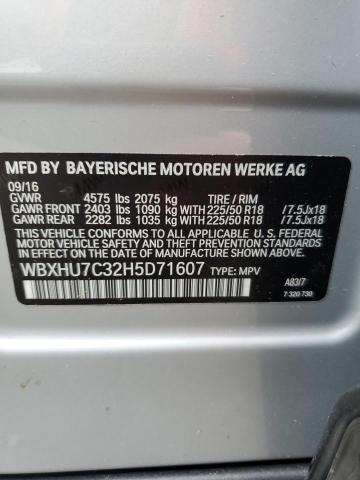 MFD BY BAYERISCHE MOTOREN WERKE AG
09/16
GVWR 4575 lbs 2075 kg TIRE / RIM
GAWR FRONT 2403 lbs 1090 kg WITH 225/50 R18 /7.5Jx18
GAWR REAR 2282 lbs 1035 kg WITH 225/50 R18 /7.5Jx18
THIS VEHICLE CONFORMS TO ALL APPLICABLE U.S. FEDERAL
MOTOR VEHICLE SAFETY STANDARDS IN EFFECT ON THE
DATE OF MANUFACTURE SHOWN ABOVE.
WBXHU7C32H5D71607 TYPE: MPV
A83/7
7 320 730